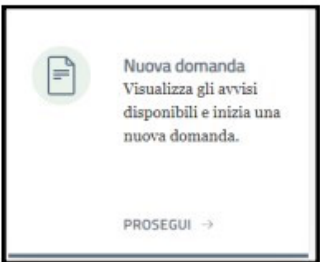 Nuova domanda
Visualizza gli avvisi
disponibili e inizia una
nuova domanda.
PROSEGUI →